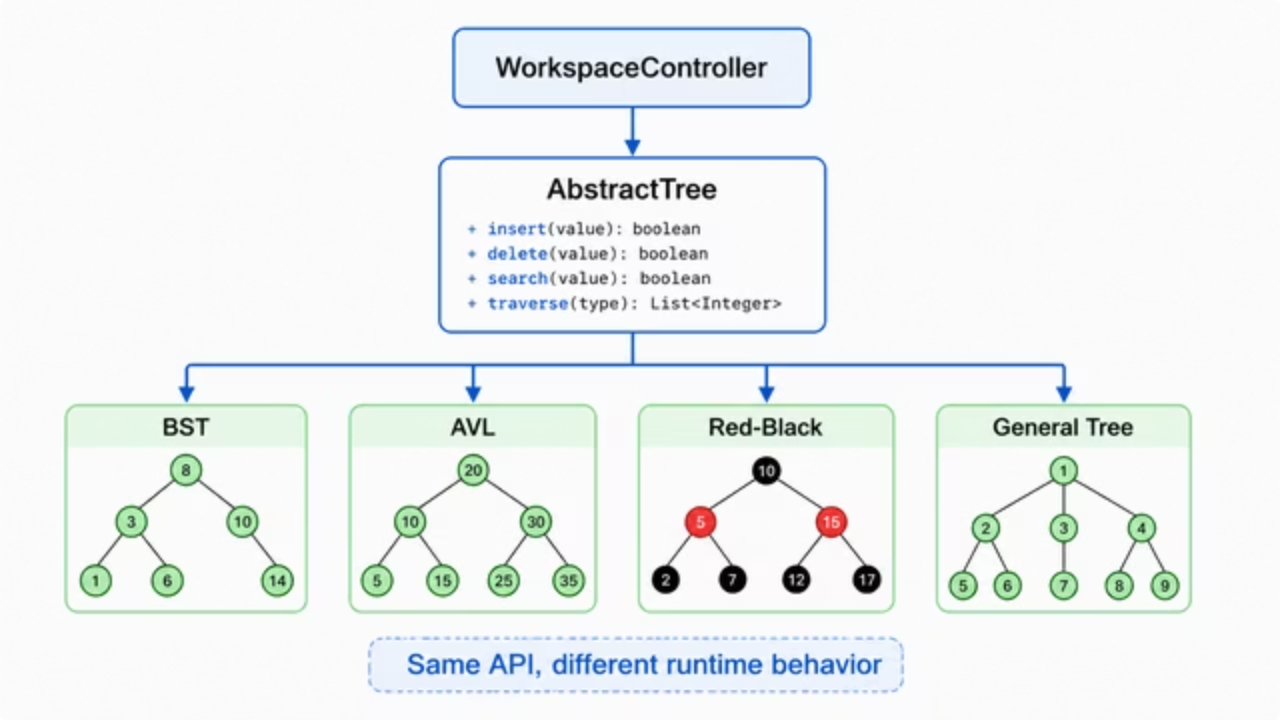 WorkspaceController
AbstractTree
+ insert(value): boolean
+ delete(value): boolean
+ search(value): boolean
+ traverse(type): List<Integer>
BST
8
3 10
1 6 14
AVL
20
10 30
5 15 25 35
Red-Black
10
5 15
2 7 12 17
General Tree
1
2 3 4
5 6 7 8 9
Same API, different runtime behavior